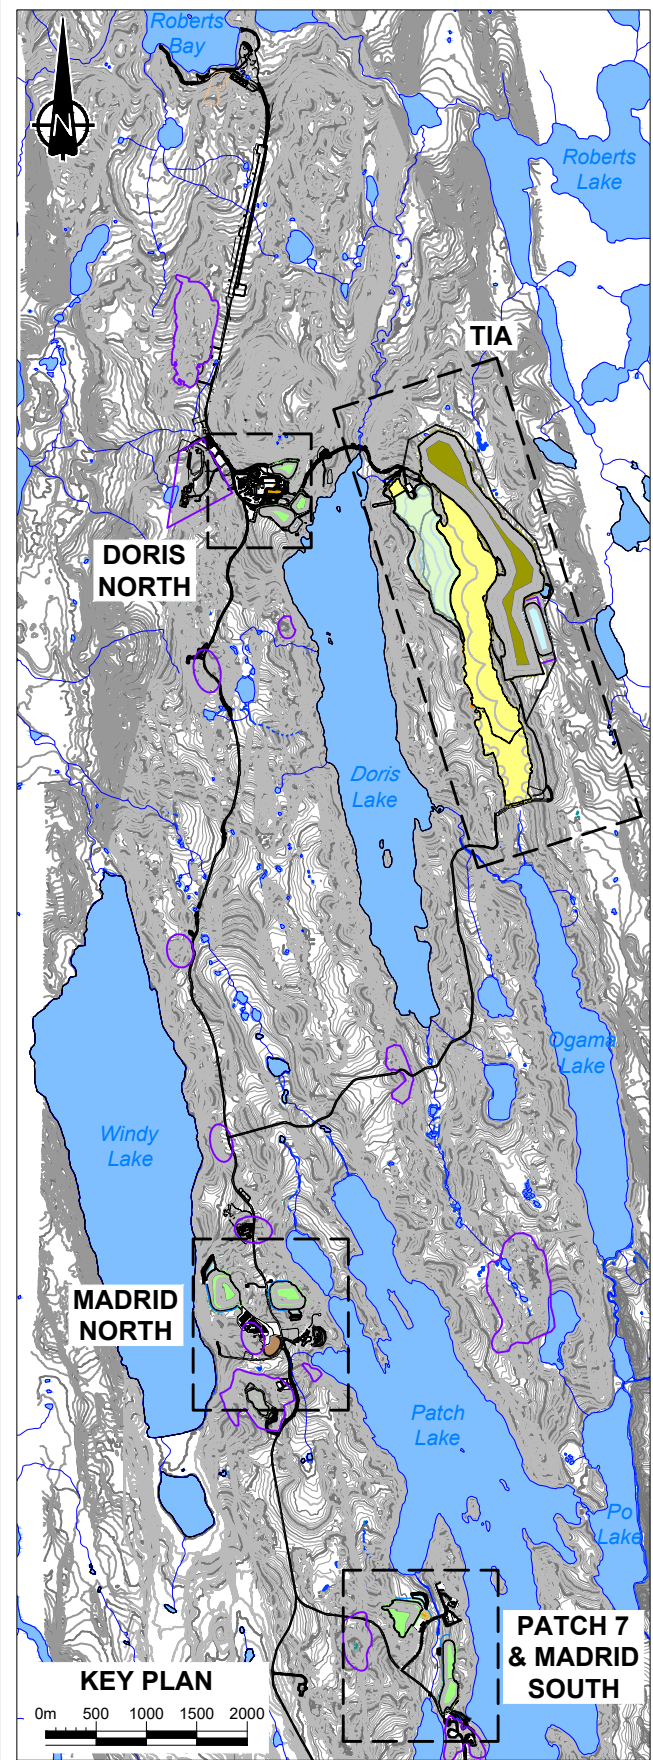 Roberts
Bay
N
Roberts
Lake
TIA
DORIS
NORTH
Doris
Lake
Ogama
Lake
Windy
Lake
MADRID
NORTH
Patch
Lake
Po
Lake
PATCH 7
& MADRID
SOUTH
KEY PLAN
0m 500 1000 1500 2000